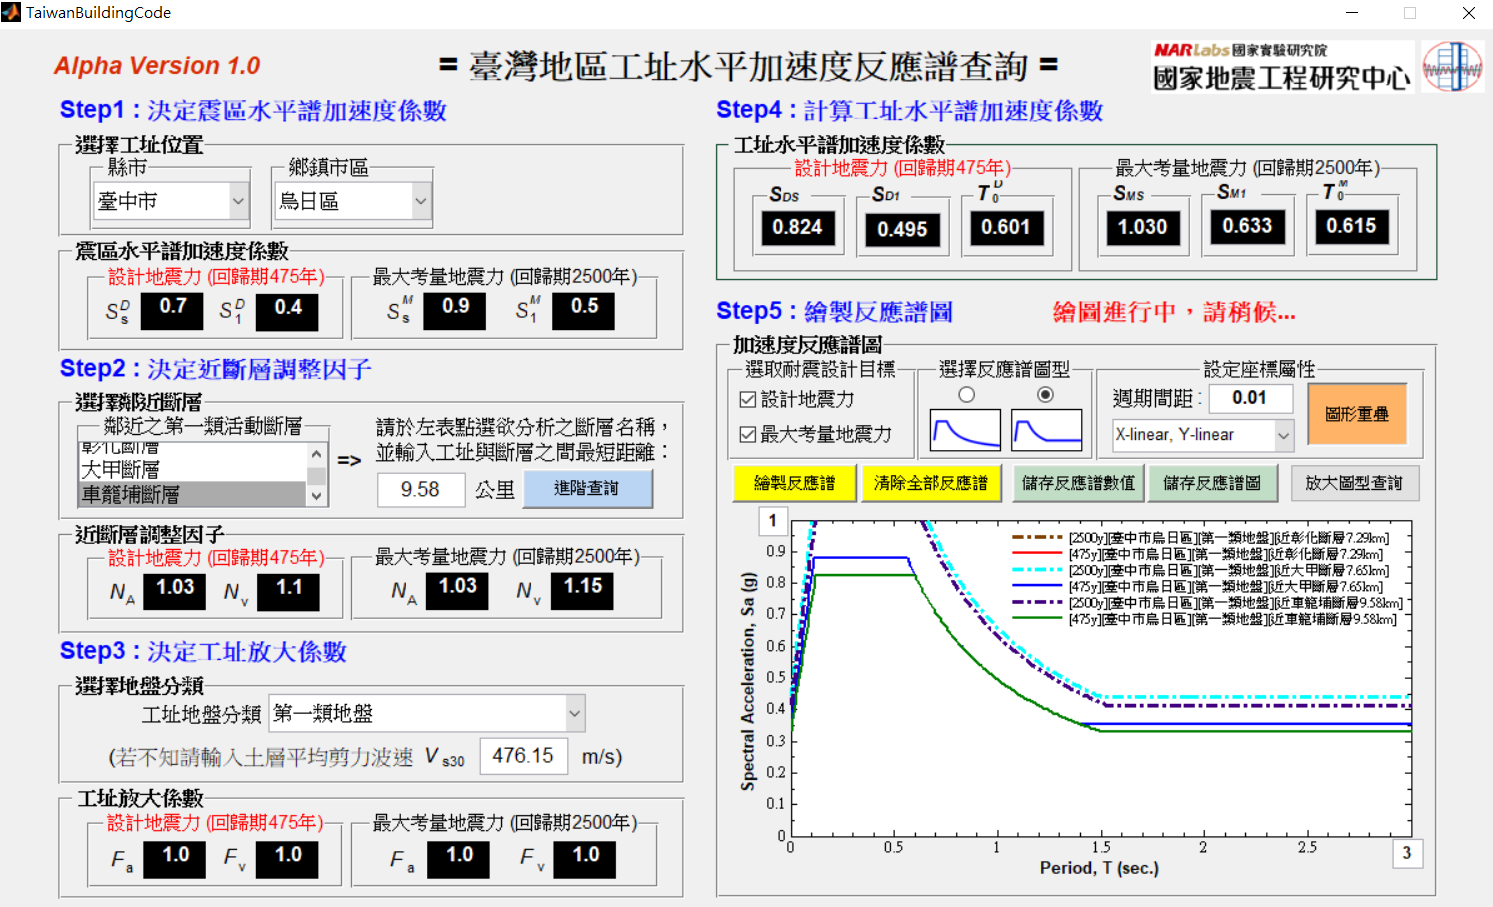 TaiwanBuildingCode
Alpha Version 1.0
= 臺灣地區工址水平加速度反應譜查詢 =
NARLabs 國家實驗研究院
國家地震工程研究中心
Step1 : 決定震區水平譜加速度係數
選擇工址位置
縣市
鄉鎮市區
臺中市
烏日區
震區水平譜加速度係數
設計地震力 (回歸期475年)
最大考量地震力 (回歸期2500年)
S_s^D 0.7 S_1^D 0.4
S_s^M 0.9 S_1^M 0.5
Step2 : 決定近斷層調整因子
選擇鄰近斷層
鄰近之第一類活動斷層
彰化斷層
大甲斷層
車籠埔斷層
=>
請於左表點選欲分析之斷層名稱，
並輸入工址與斷層之間最短距離：
9.58 公里 進階查詢
近斷層調整因子
設計地震力 (回歸期475年)
最大考量地震力 (回歸期2500年)
N_A 1.03 N_v 1.1
N_A 1.03 N_v 1.15
Step3 : 決定工址放大係數
選擇地盤分類
工址地盤分類 第一類地盤
(若不知請輸入土層平均剪力波速 V_s30 476.15 m/s)
工址放大係數
設計地震力 (回歸期475年)
最大考量地震力 (回歸期2500年)
F_a 1.0 F_v 1.0
F_a 1.0 F_v 1.0
Step4 : 計算工址水平譜加速度係數
工址水平譜加速度係數
設計地震力 (回歸期475年)
最大考量地震力 (回歸期2500年)
S_DS S_D1 T_0^D
0.824 0.495 0.601
S_MS S_M1 T_0^M
1.030 0.633 0.615
Step5 : 繪製反應譜圖
繪圖進行中，請稍候...
加速度反應譜圖
選取耐震設計目標
設計地震力
最大考量地震力
選擇反應譜圖型
設定座標屬性
週期間距 : 0.01
X-linear, Y-linear
圖形重疊
繪製反應譜
清除全部反應譜
儲存反應譜數值
儲存反應譜圖
放大圖型查詢
1
0.9
0.8
0.7
0.6
0.5
0.4
0.3
0.2
0.1
0
Spectral Acceleration, Sa (g)
[2500y][臺中市烏日區][第一類地盤][近彰化斷層7.29km]
[475y][臺中市烏日區][第一類地盤][近彰化斷層7.29km]
[2500y][臺中市烏日區][第一類地盤][近大甲斷層7.65km]
[475y][臺中市烏日區][第一類地盤][近大甲斷層7.65km]
[2500y][臺中市烏日區][第一類地盤][近車籠埔斷層9.58km]
[475y][臺中市烏日區][第一類地盤][近車籠埔斷層9.58km]
0 0.5 1 1.5 2 2.5 3
Period, T (sec.)